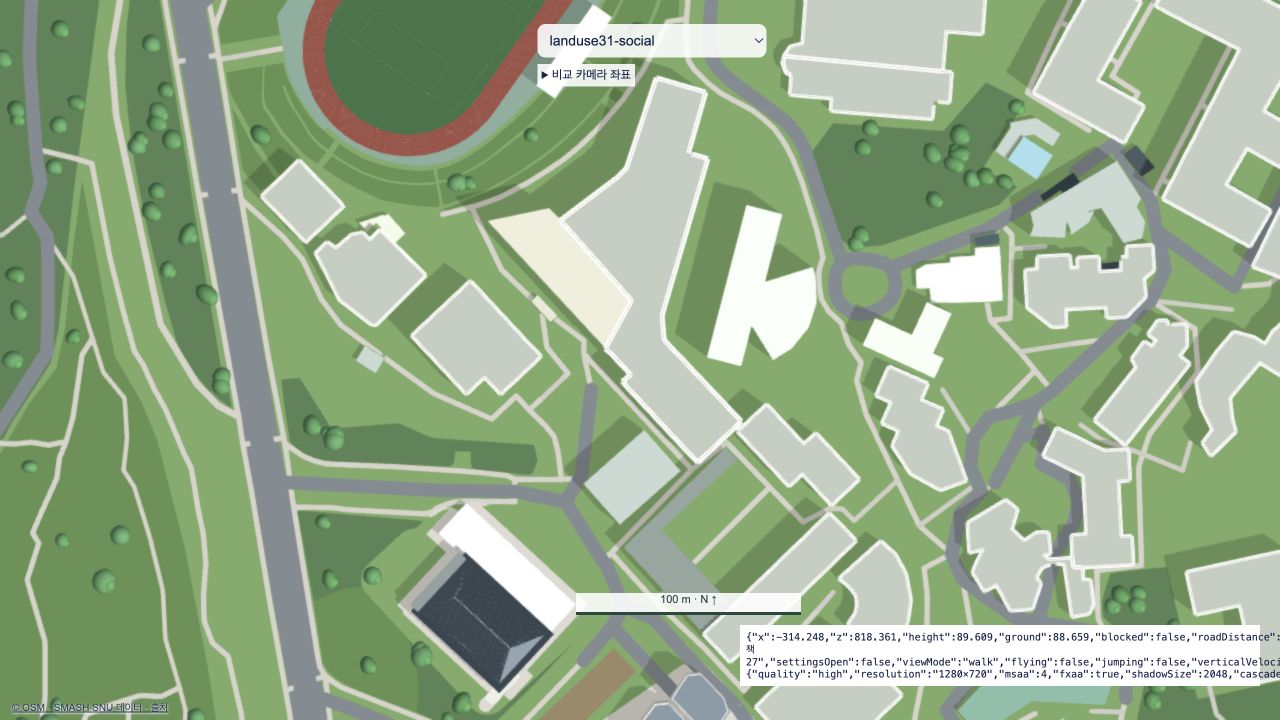 landuse31-social
▶ 비교 카메라 좌표
100 m · N ↑
{"x":−314.248,"z":818.361,"height":89.609,"ground":88.659,"blocked":false,"roadDistance"
책
27","settingsOpen":false,"viewMode":"walk","flying":false,"jumping":false,"verticalVeloci
{"quality":"high","resolution":"1280×720","msaa":4,"fxaa":true,"shadowSize":2048,"cascade
© OSM · SMASH SNU 데이터 · 출처